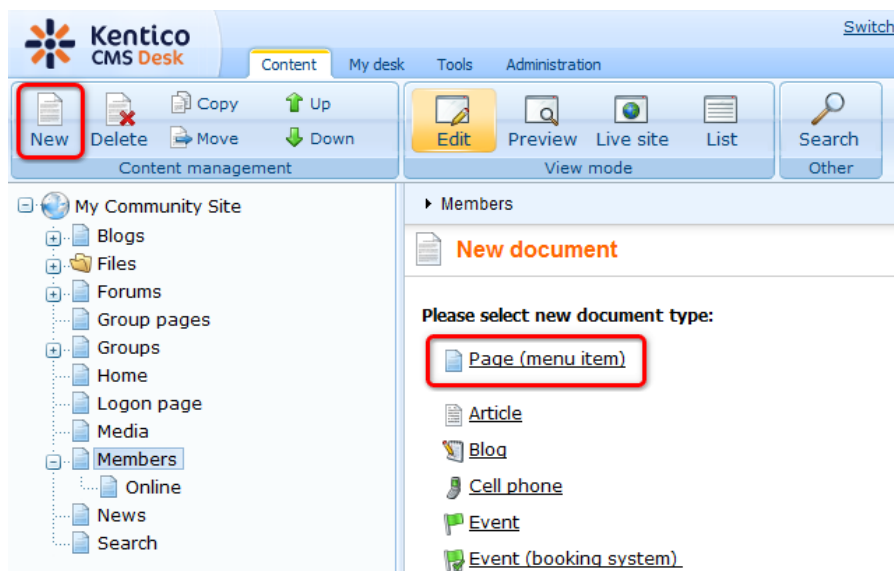 Switch
Kentico
CMS Desk
Content My desk Tools Administration
New Delete Copy Move Up Down
Content management
Edit Preview Live site List
View mode
Search
Other
My Community Site
Blogs
Files
Forums
Group pages
Groups
Home
Logon page
Media
Members
Online
News
Search
Members
New document
Please select new document type:
Page (menu item)
Article
Blog
Cell phone
Event
Event (booking system)